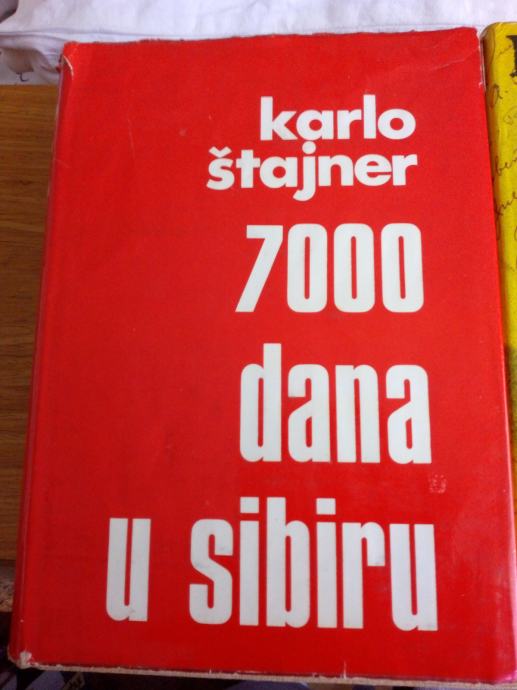 karlo
štajner
7000
dana
u sibiru